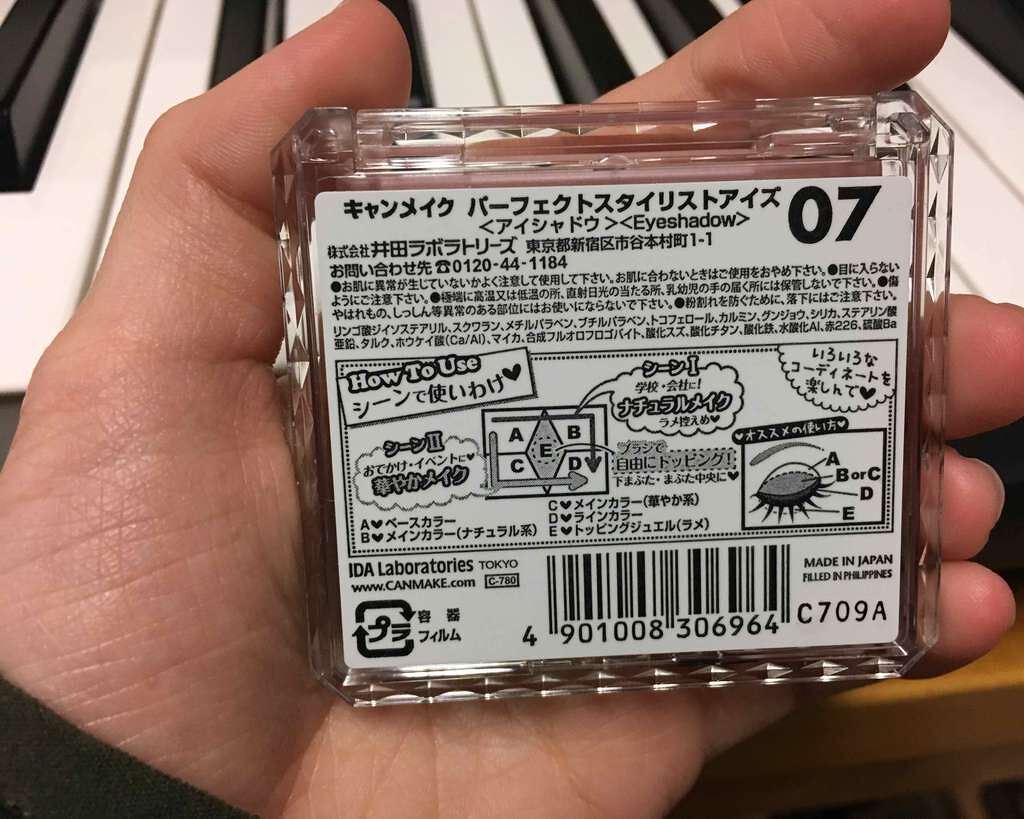 キャンメイク パーフェクトスタイリストアイズ 07
<アイシャドウ><Eyeshadow>
株式会社 井田ラボラトリーズ 東京都新宿区市谷本村町1-1
お問い合わせ先 ☎0120-44-1184
●お肌に異常が生じていないかよく注意して使用して下さい。お肌に合わないときはご使用をおやめ下さい。●目に入らない
ようにご注意下さい。●極端に高温又は低温の所、直射日光の当たる所、乳幼児の手の届く所には保管しないで下さい。●傷
やはれもの、しっしん等異常のある部位にはお使いにならないで下さい。●粉割れを防ぐために、落下にはご注意下さい。
リンゴ酸ジイソステアリル、スクワラン、メチルパラベン、ブチルパラベン、トコフェロール、カルミン、グンジョウ、シリカ、ステアリン酸
亜鉛、タルク、ホウケイ酸(Ca/Al)、マイカ、合成フルオロフロゴパイト、酸化スズ、酸化チタン、酸化鉄、水酸化Al、赤226、硫酸Ba
How To Use
シーンで使いわけ♥
シーンI
学校・会社に!
ナチュラルメイク
ラメ控えめ♥
いろいろな
コーディネートを
楽しんで♥
シーンII
おでかけ・イベントに♥
華やかメイク
A B
E
C D
ブラシで
自由にトッピング!
下まぶた・まぶた中央に♥
♥オススメの使い方♥
A
B or C
D
E
A♥ベースカラー
B♥メインカラー(ナチュラル系)
C♥メインカラー(華やか系)
D♥ラインカラー
E♥トッピングジュエル(ラメ)
IDA Laboratories TOKYO
www.CANMAKE.com C-780
プラ
容器
フィルム
4 901008 306964
MADE IN JAPAN
FILLED IN PHILIPPINES
C709A